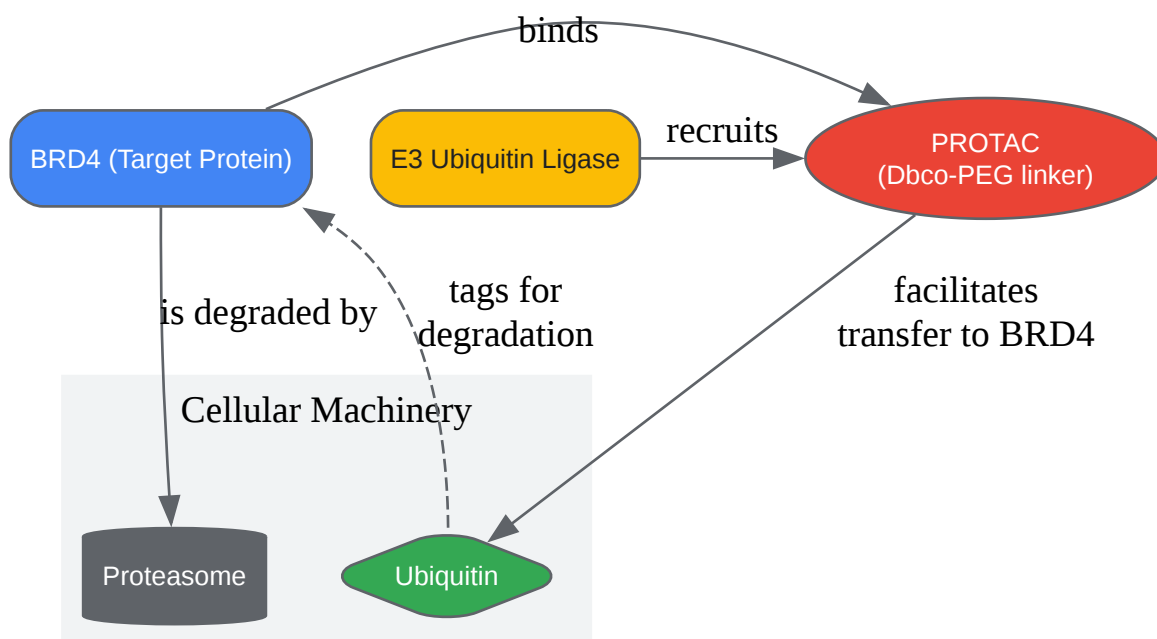 binds
BRD4 (Target Protein)
E3 Ubiquitin Ligase
recruits
PROTAC
(Dbco-PEG linker)
is degraded by
tags for
degradation
facilitates
transfer to BRD4
Cellular Machinery
Proteasome
Ubiquitin